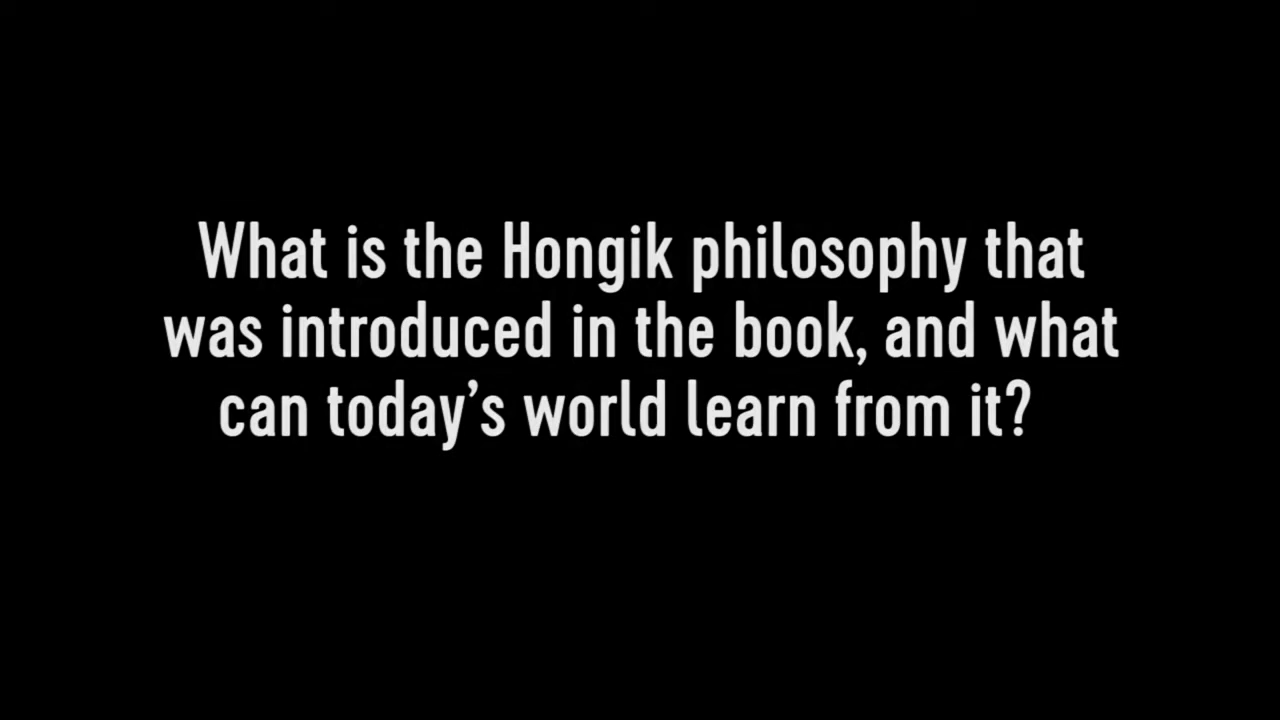 What is the Hongik philosophy that
was introduced in the book, and what
can today’s world learn from it?